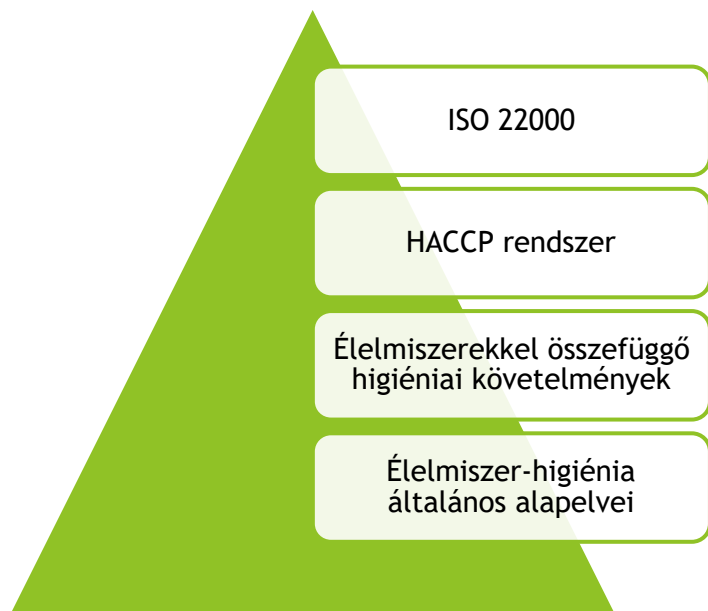 ISO 22000
HACCP rendszer
Élelmiszerekkel összefüggő
higiéniai követelmények
Élelmiszer-higiénia
általános alapelvei